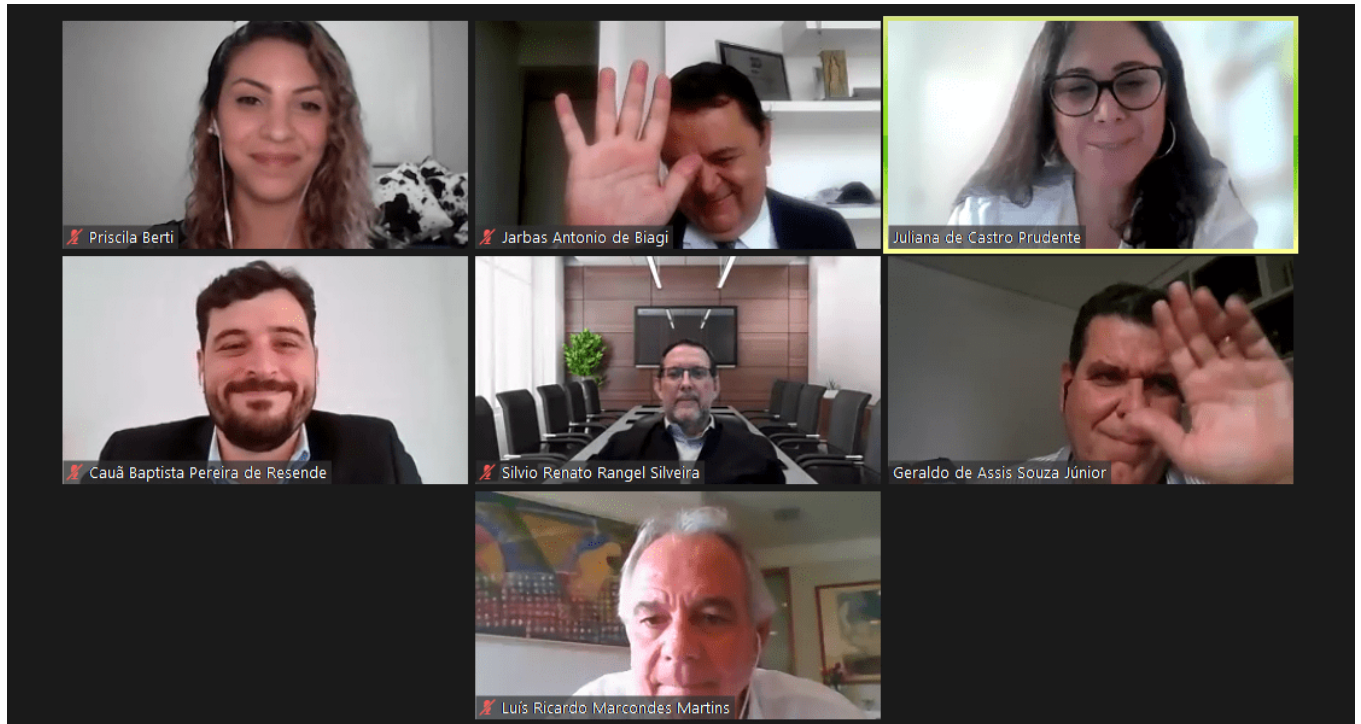 Priscila Berti
Jarbas Antonio de Biagi
Juliana de Castro Prudente
Cauã Baptista Pereira de Resende
Silvio Renato Rangel Silveira
Geraldo de Assis Souza Júnior
Luís Ricardo Marcondes Martins